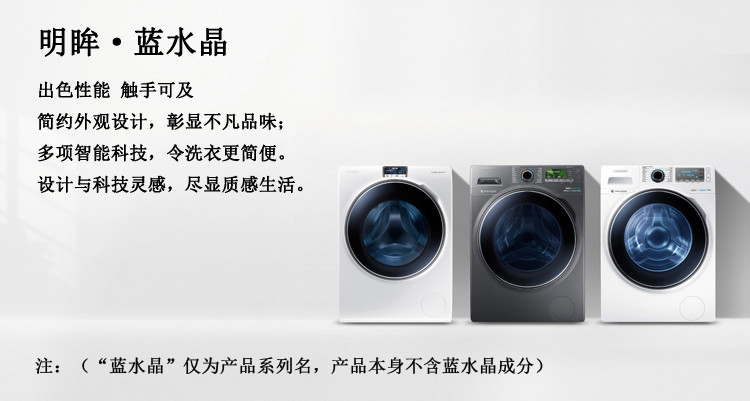 明眸·蓝水晶
出色性能 触手可及
简约外观设计，彰显不凡品味；
多项智能科技，令洗衣更简便。
设计与科技灵感，尽显质感生活。
注：（“蓝水晶”仅为产品系列名，产品本身不含蓝水晶成分）